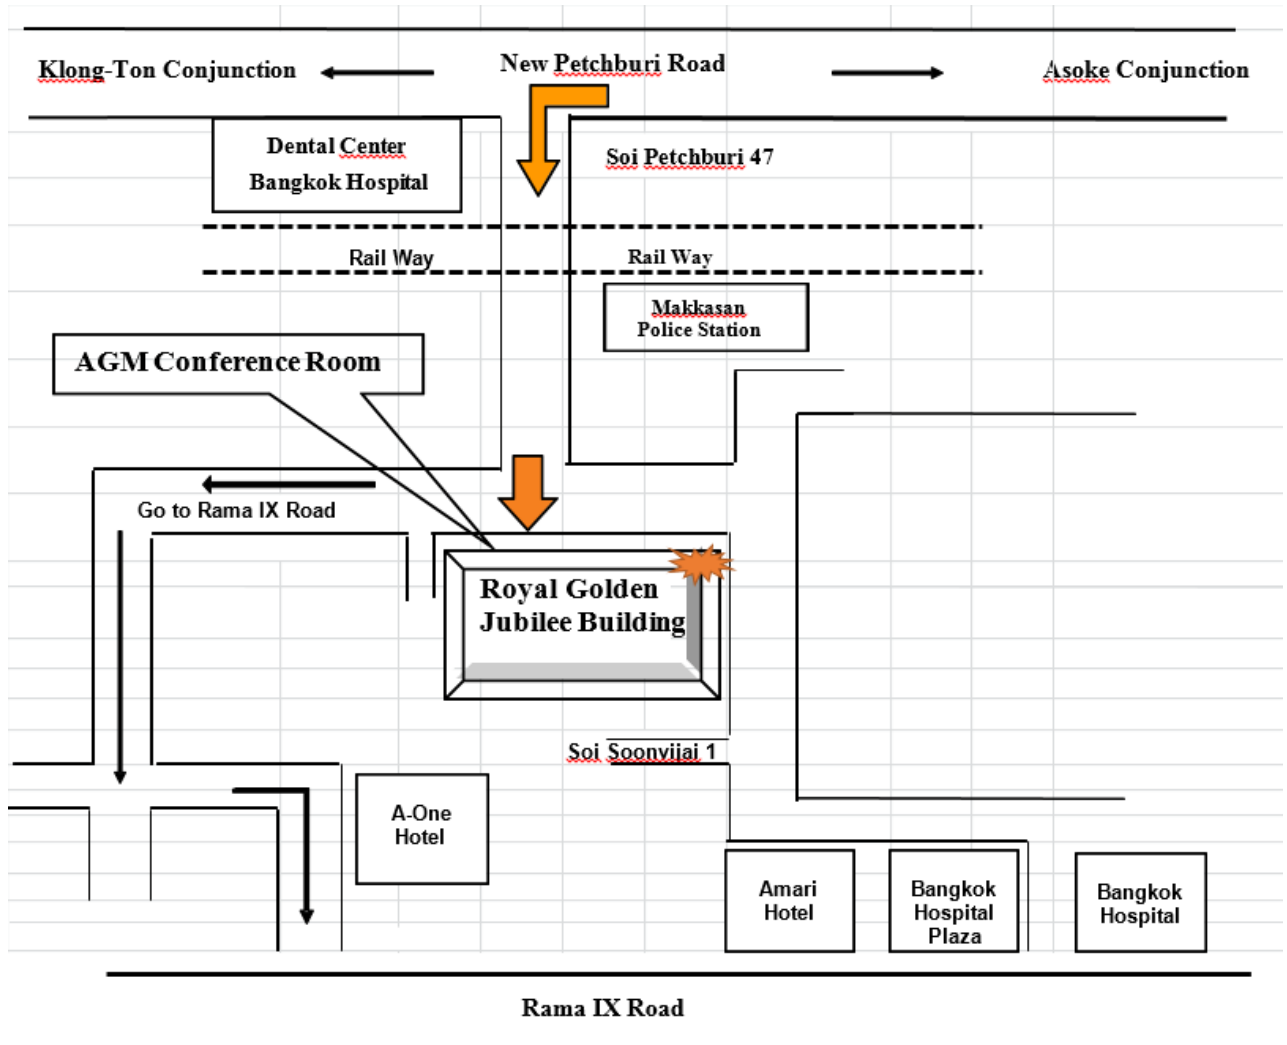 New Petchburi Road
Klong-Ton Conjunction
Asoke Conjunction
Dental Center
Bangkok Hospital
Soi Petchburi 47
Rail Way
Rail Way
Makkasan
Police Station
AGM Conference Room
Go to Rama IX Road
Royal Golden
Jubilee Building
Soi Soonvijai 1
A-One
Hotel
Amari
Hotel
Bangkok
Hospital
Plaza
Bangkok
Hospital
Rama IX Road